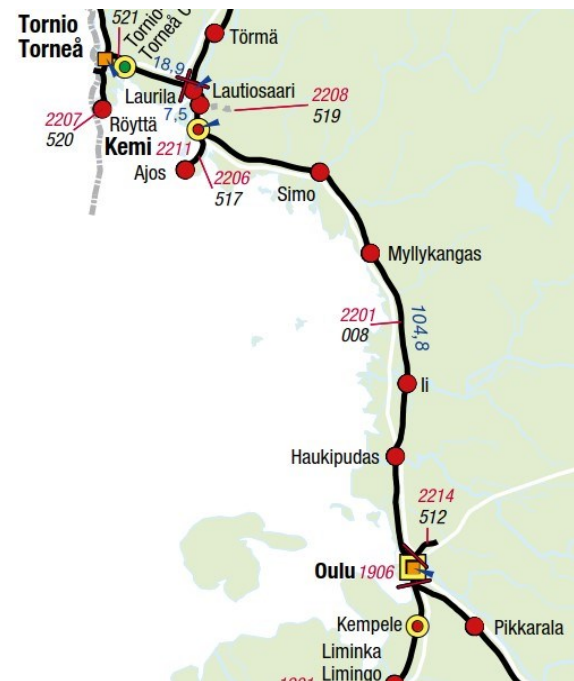 521
Tornio
Torneå
Tornio-
Torneå
Törmä
18,9
Laurila
Lautiosaari
2208
519
7,5
2207
520
Röyttä
Kemi 2211
Ajos
2206
517
Simo
Myllykangas
2201
008
104,8
Ii
Haukipudas
2214
512
Oulu 1906
Kempele
Pikkarala
Liminka
Limingo